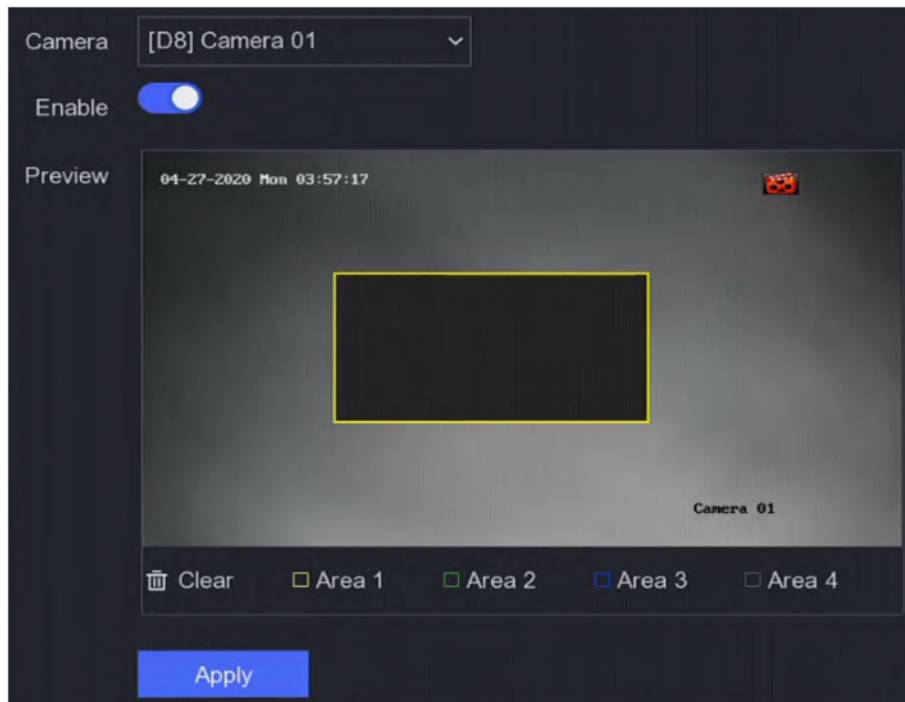 Camera [D8] Camera 01
Enable
Preview
04-27-2020 Mon 03:57:17
Camera 01
Clear Area 1 Area 2 Area 3 Area 4
Apply